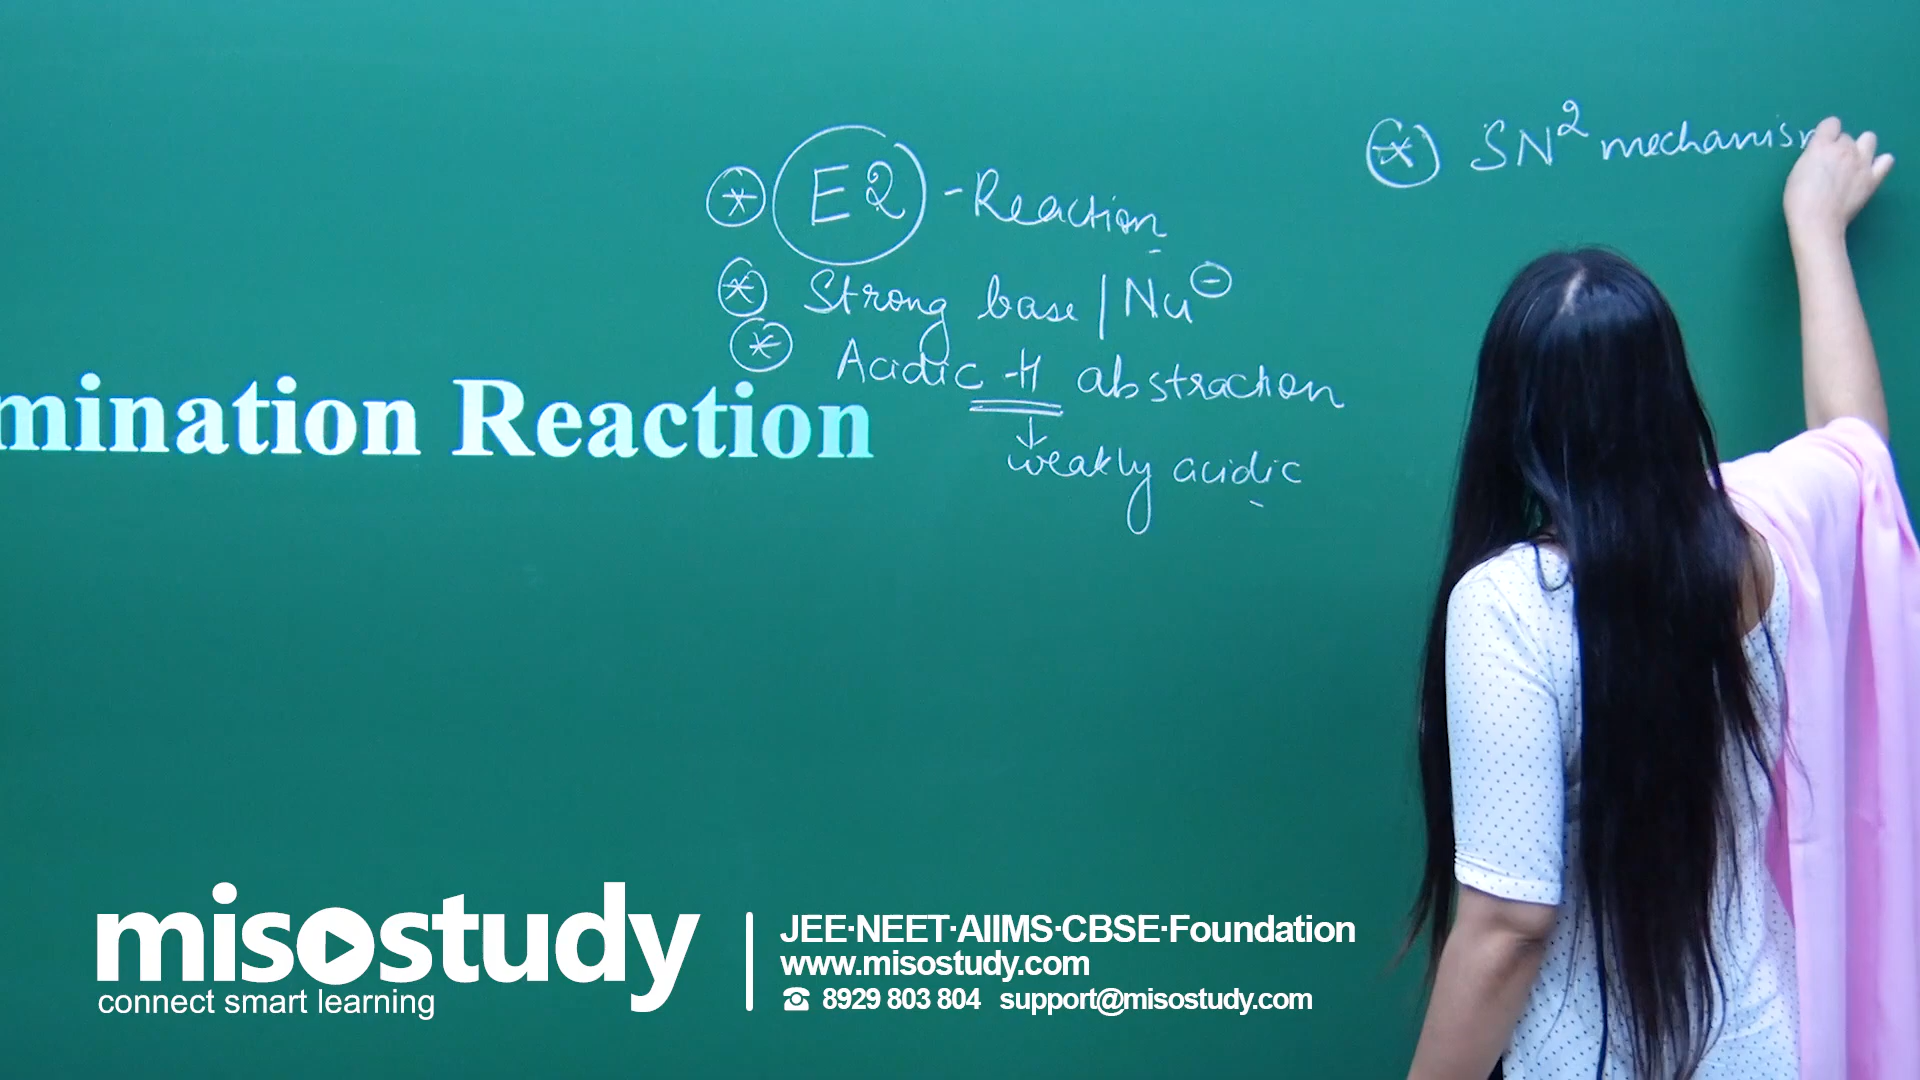 * E2 - Reaction
* Strong base / Nu⊖
* Acidic -H abstraction
↓
weakly acidic
* SN² mechanism
mination Reaction
misostudy
connect smart learning
JEE·NEET·AIIMS·CBSE·Foundation
www.misostudy.com
☎ 8929 803 804 support@misostudy.com